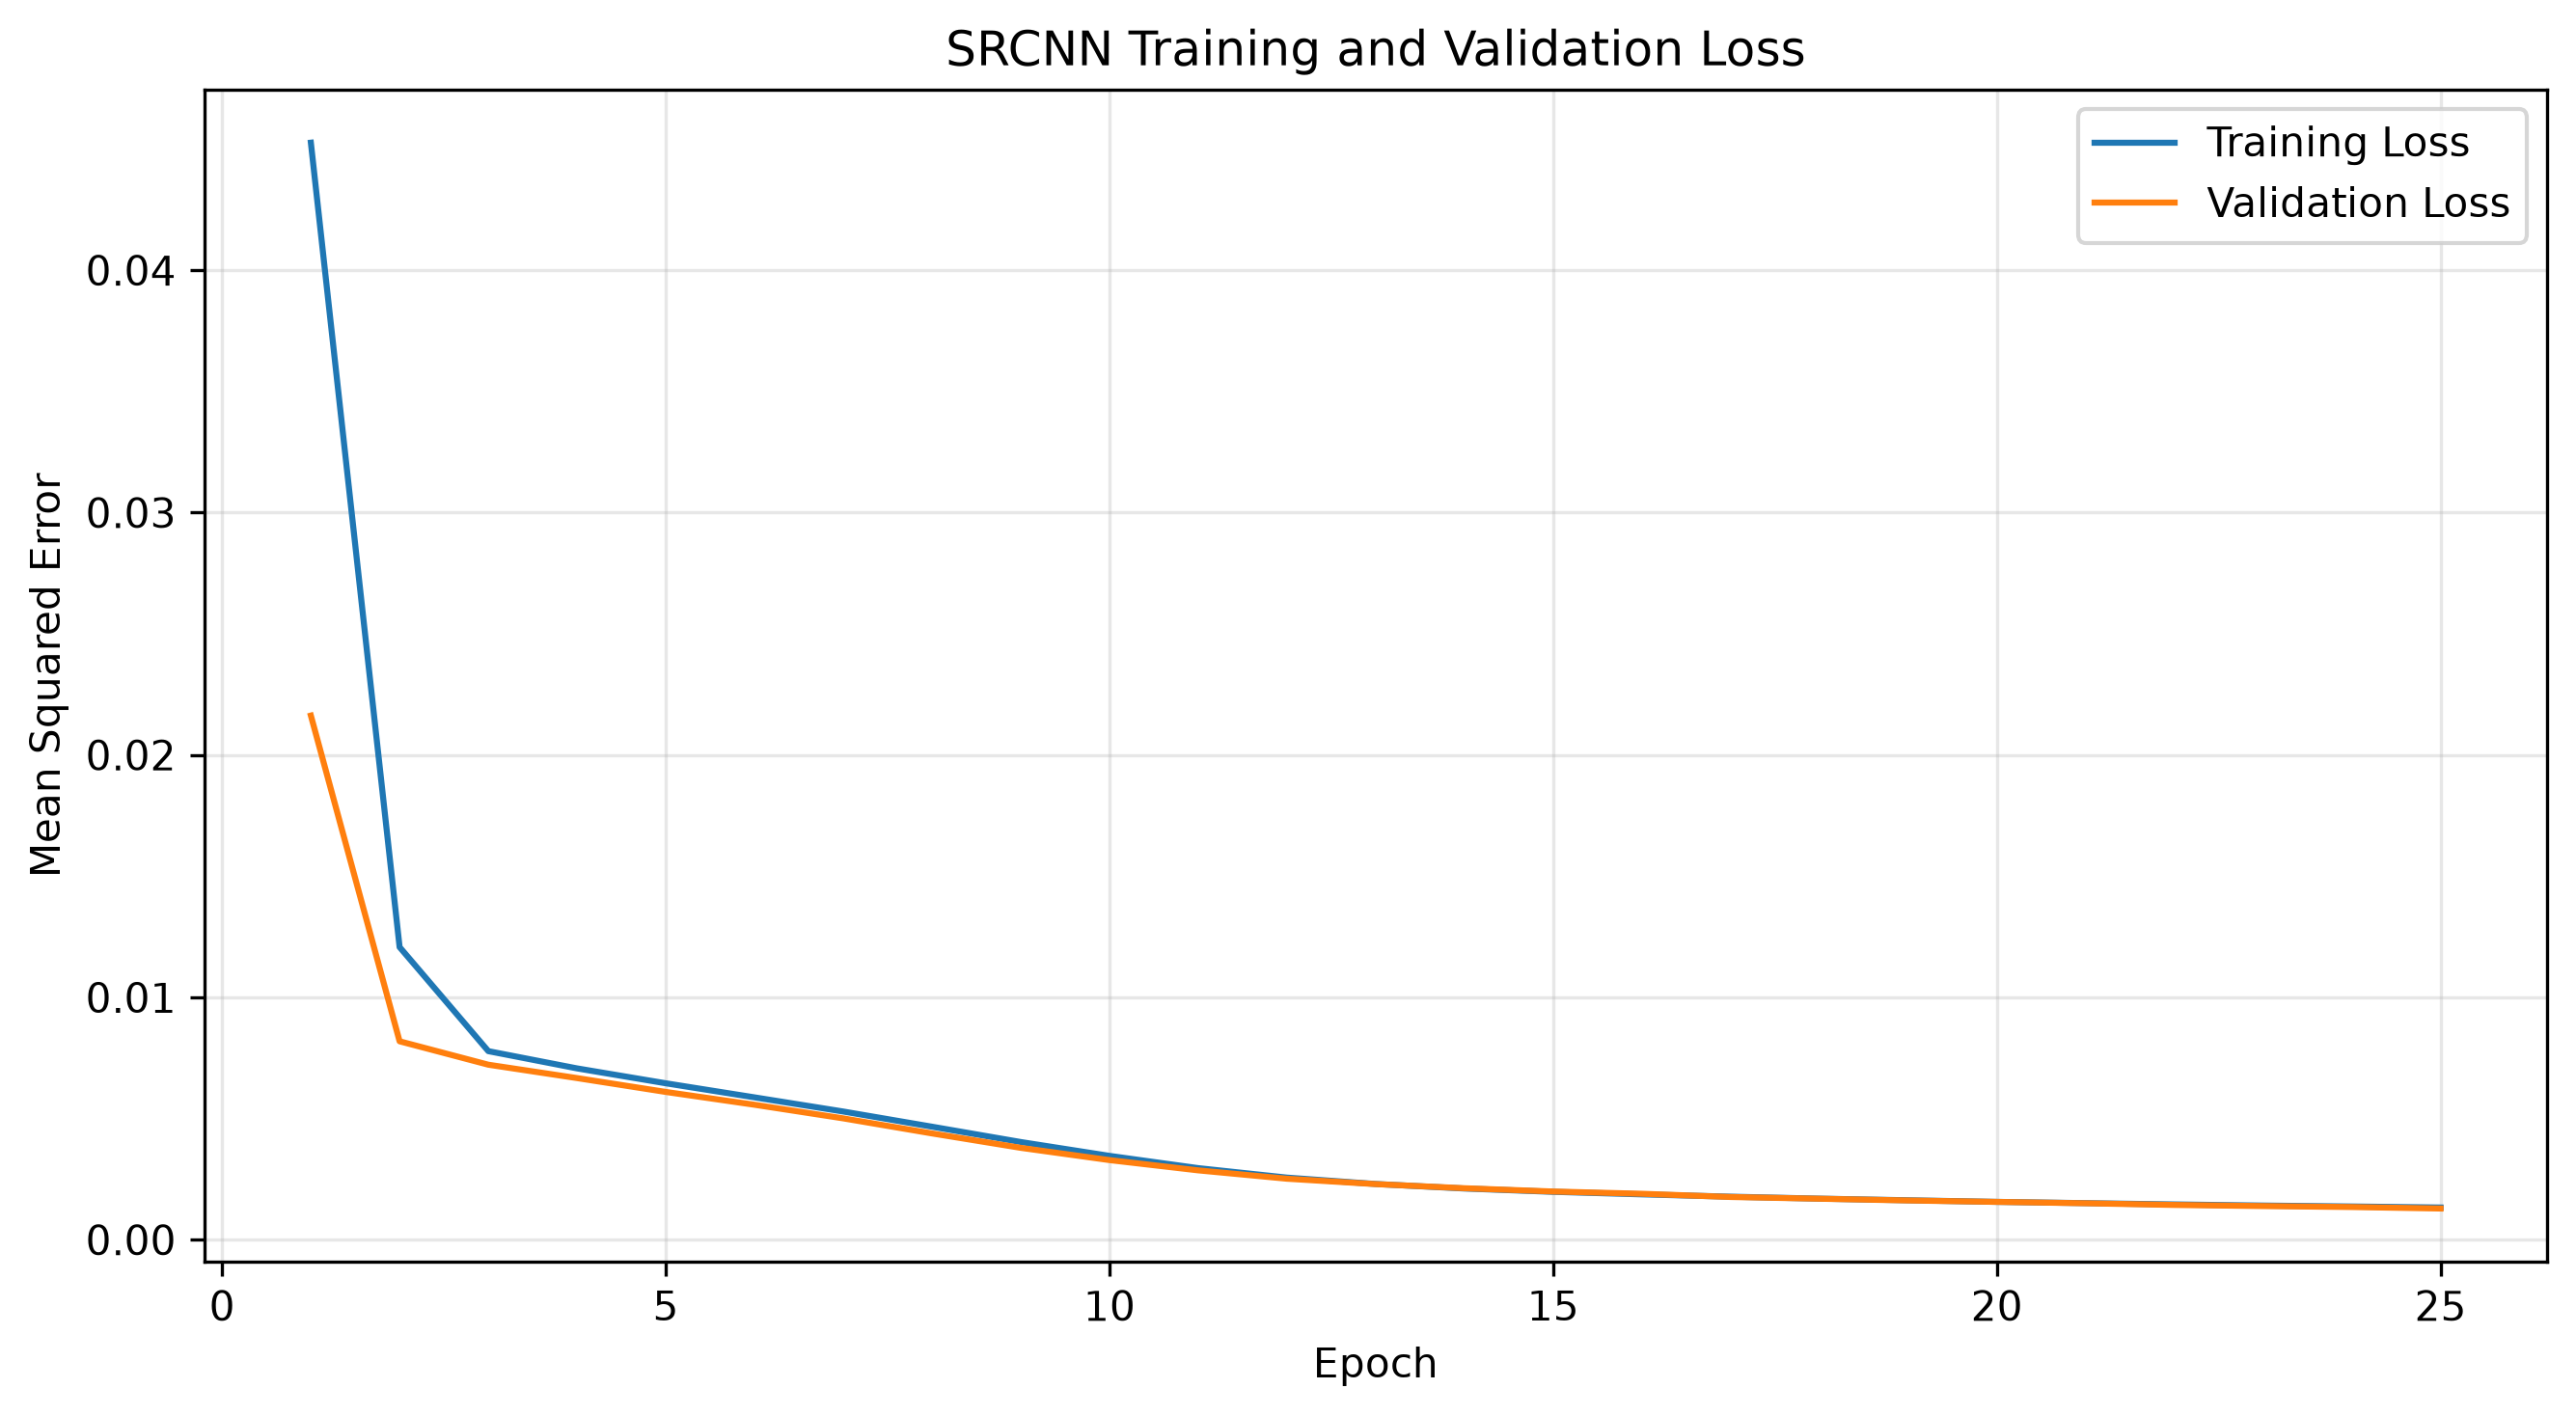 SRCNN Training and Validation Loss
Training Loss
Validation Loss
0.04
0.03
0.02
0.01
0.00
Mean Squared Error
0 5 10 15 20 25
Epoch